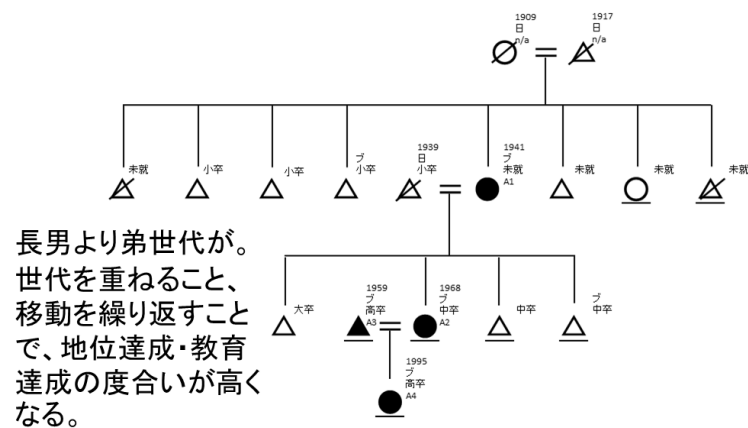 1909
日
n/a
1917
日
n/a
未就
小卒
小卒
ブ
小卒
1939
日
小卒
1941
ブ
未就
A1
未就
未就
未就
長男より弟世代が。
世代を重ねること、
移動を繰り返すこと
で、地位達成・教育
達成の度合いが高く
なる。
大卒
1959
ブ
高卒
A3
1968
ブ
中卒
A2
中卒
ブ
中卒
1995
ブ
高卒
A4